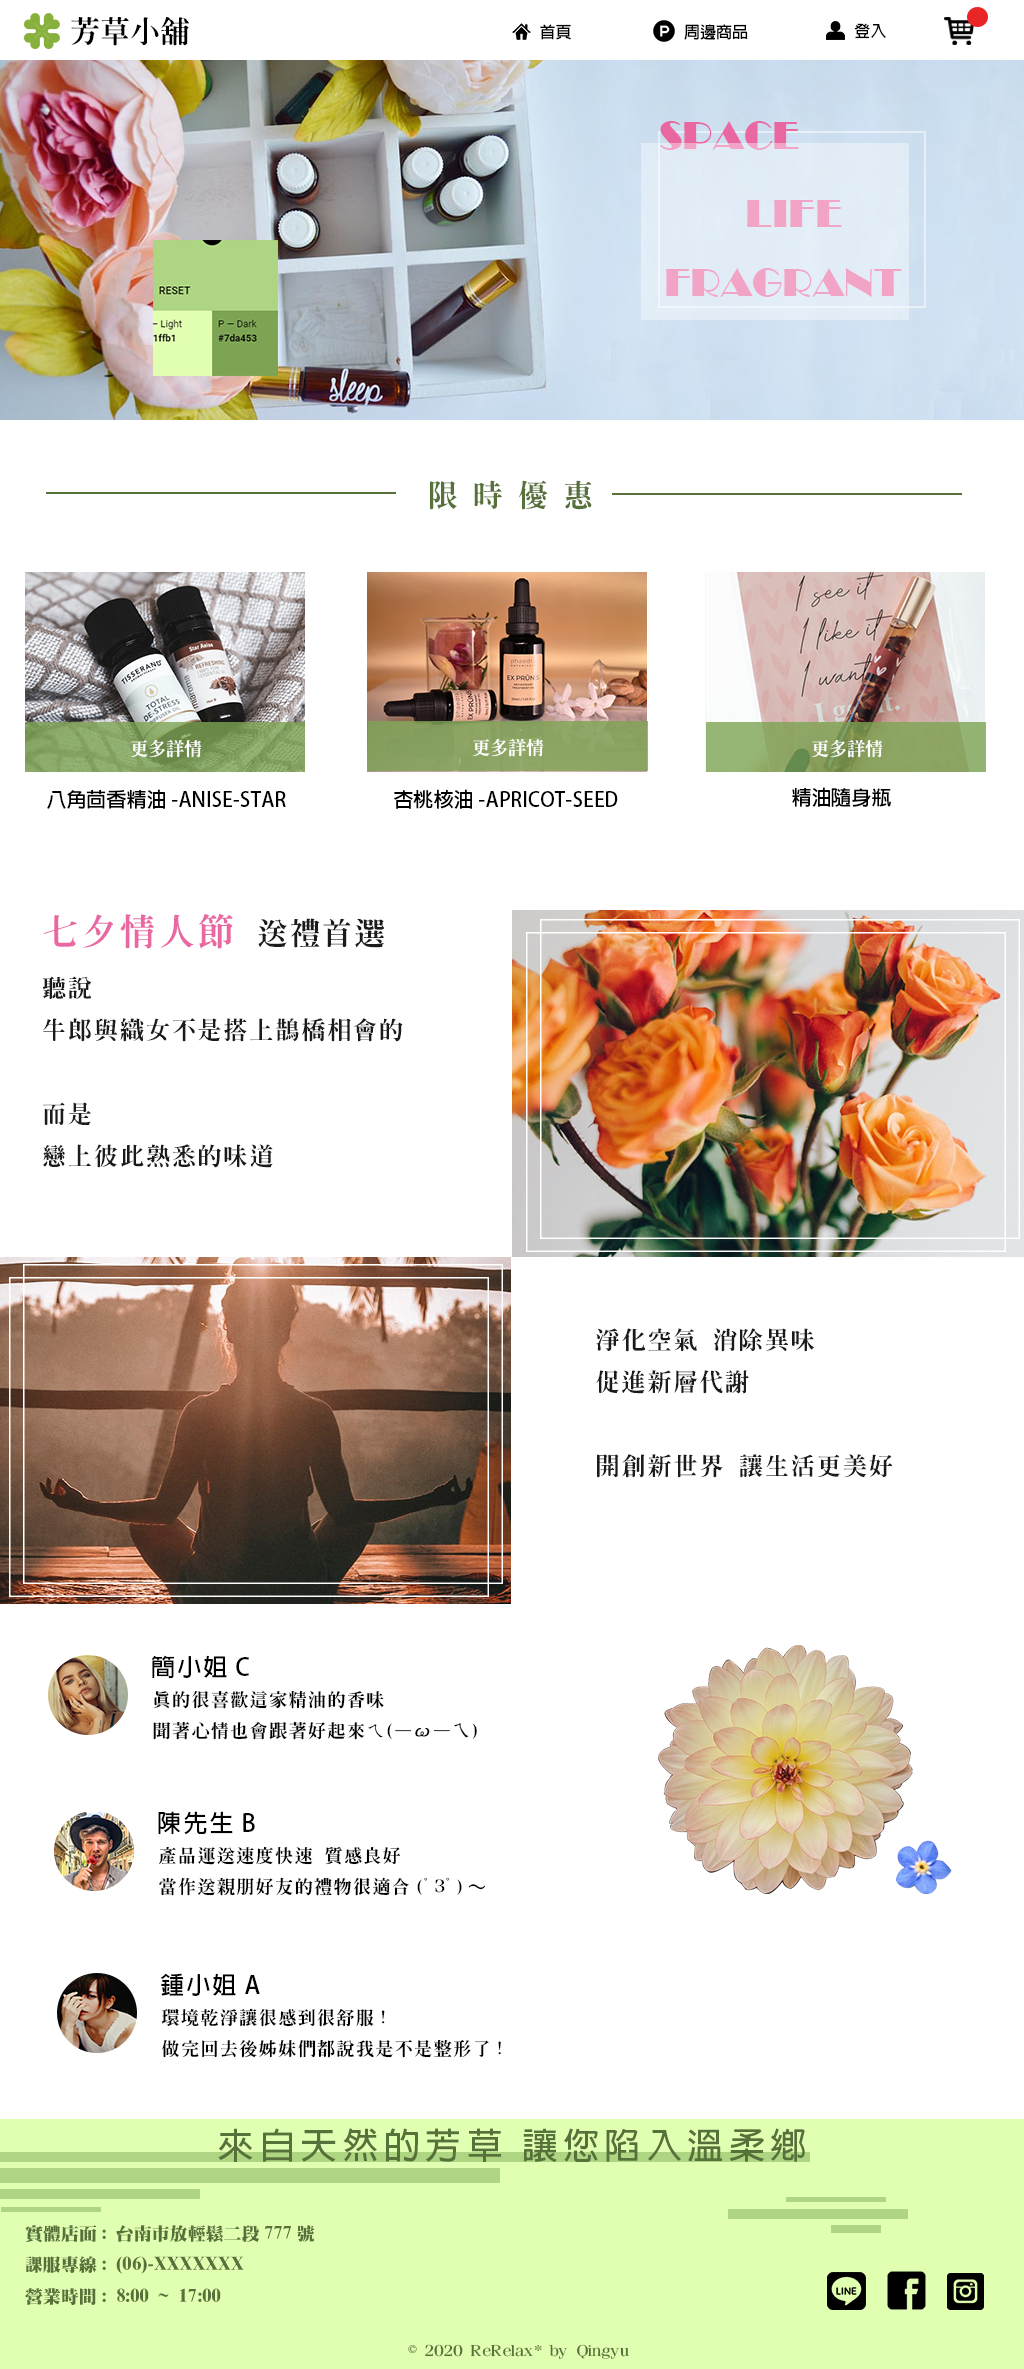 芳草小舖
首頁
P 周邊商品
登入
SPACE
LIFE
FRAGRANT
RESET
– Light
1ffb1
P – Dark
#7da453
sleep
限時優惠
TISSERAND
TOTAL
DE-STRESS
DIFFUSER OIL
Star Anise
REFRESHING
更多詳情
八角茴香精油 -ANISE-STAR
EX PRŪNIS
EX PRŪNIS
更多詳情
杏桃核油 -APRICOT-SEED
I see it
I like it
I want
更多詳情
精油隨身瓶
七夕情人節 送禮首選
聽說
牛郎與織女不是搭上鵲橋相會的
而是
戀上彼此熟悉的味道
淨化空氣 消除異味
促進新層代謝
開創新世界 讓生活更美好
簡小姐 C
真的很喜歡這家精油的香味
聞著心情也會跟著好起來ㄟ(—ω—ㄟ)
陳先生 B
產品運送速度快速 質感良好
當作送親朋好友的禮物很適合 (ﾟ3ﾟ)～
鍾小姐 A
環境乾淨讓很感到很舒服！
做完回去後姊妹們都說我是不是整形了！
來自天然的芳草 讓您陷入溫柔鄉
實體店面：台南市放輕鬆二段 777 號
課服專線：(06)-XXXXXXX
營業時間：8:00 ~ 17:00
LINE
© 2020 ReRelax* by Qingyu